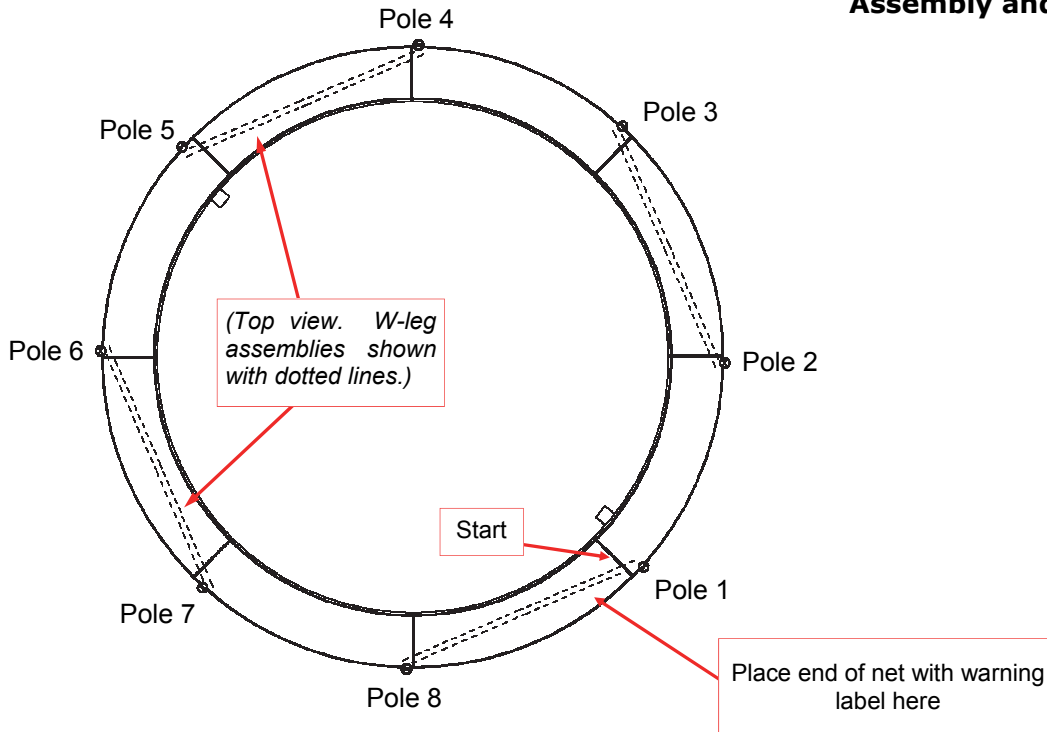 Assembly and
Pole 4
Pole 3
Pole 5
(Top view. W-leg
assemblies shown
with dotted lines.)
Pole 6
Pole 2
Start
Pole 1
Pole 7
Place end of net with warning
label here
Pole 8